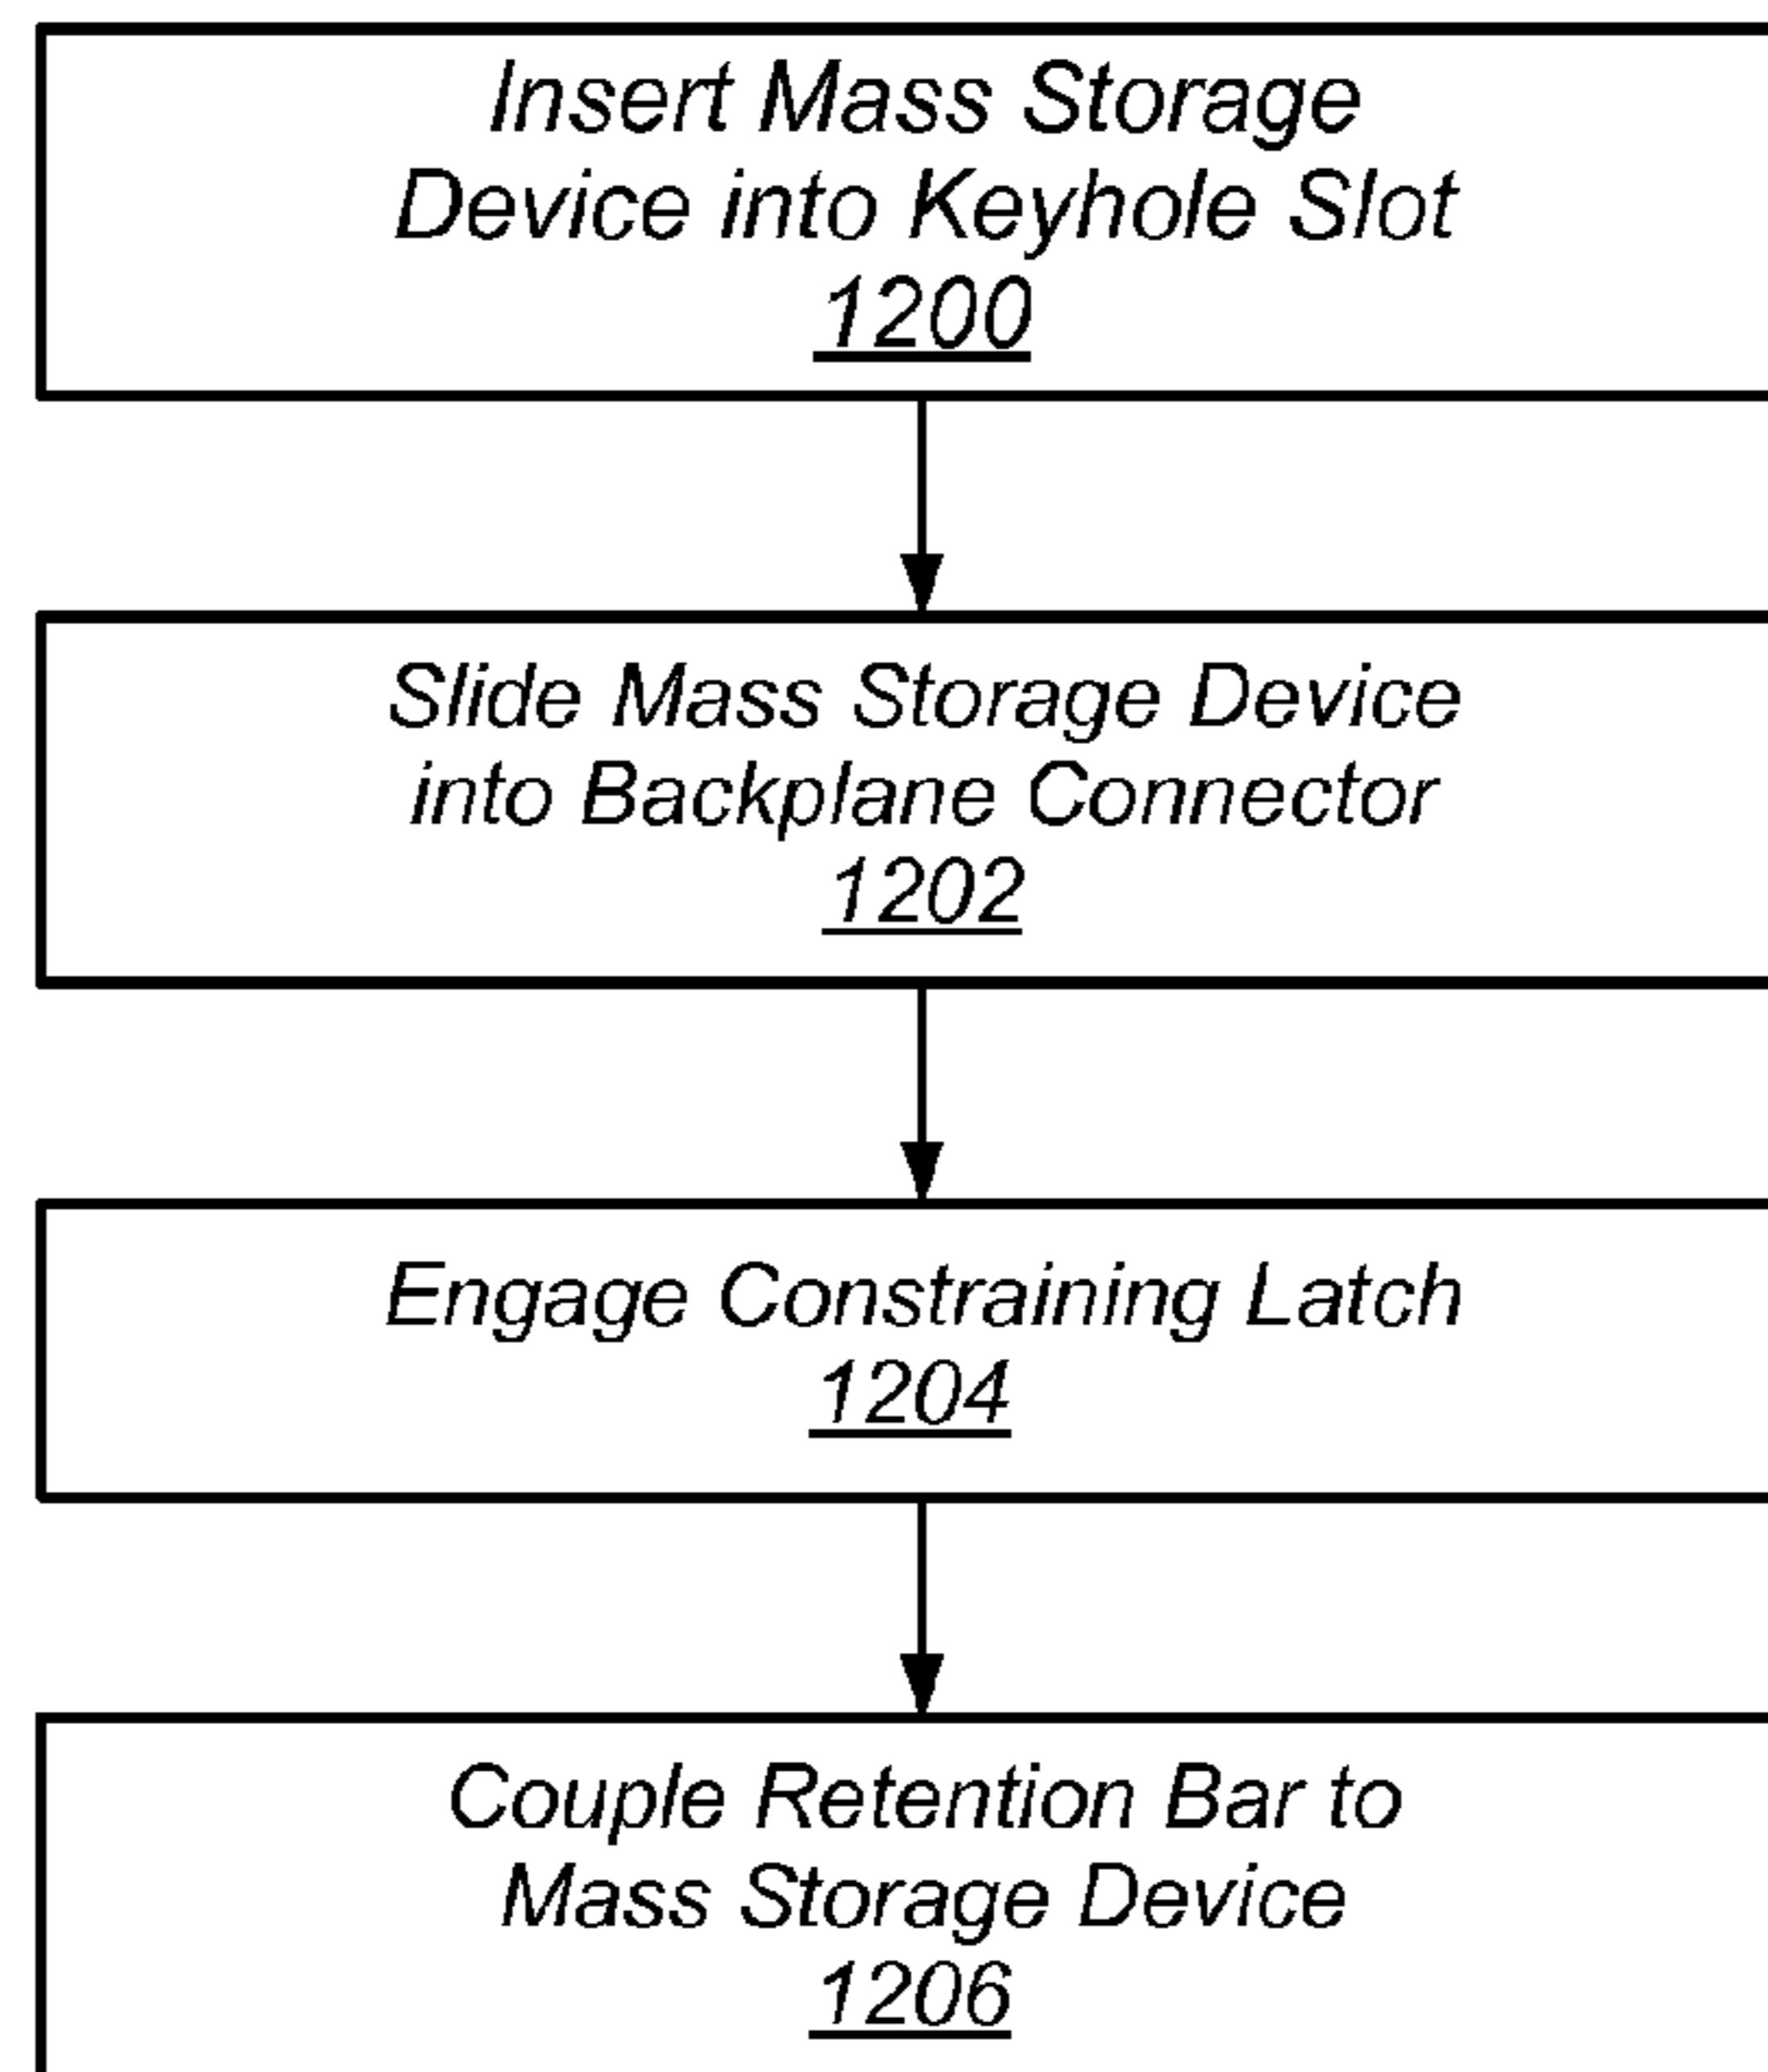 Insert Mass Storage
Device into Keyhole Slot
1200
Slide Mass Storage Device
into Backplane Connector
1202
Engage Constraining Latch
1204
Couple Retention Bar to
Mass Storage Device
1206